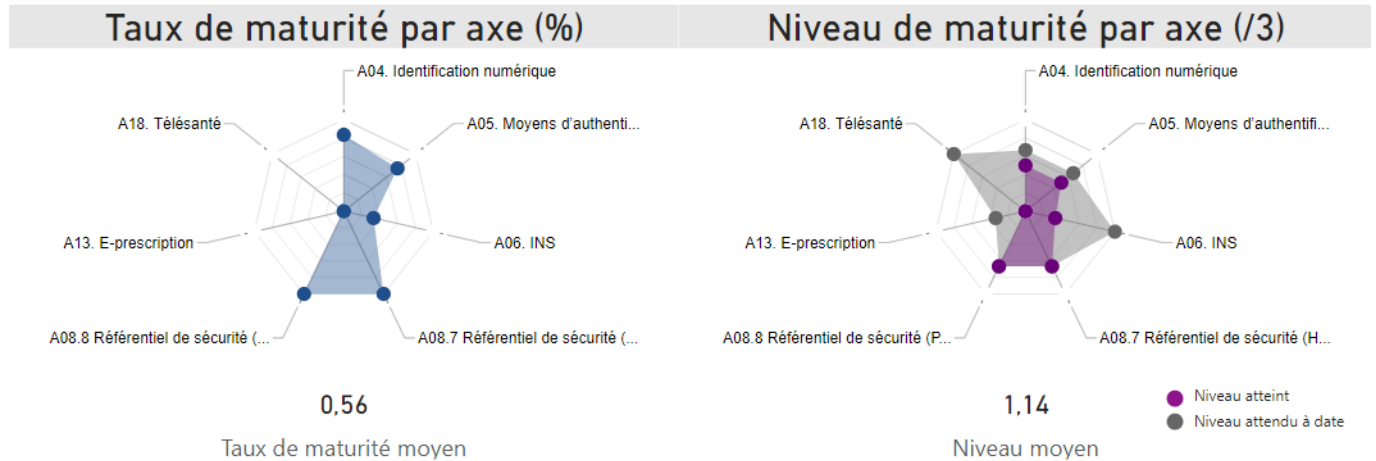 Taux de maturité par axe (%)
A04. Identification numérique
A18. Télésanté
A05. Moyens d'authenti...
A13. E-prescription
A06. INS
A08.8 Référentiel de sécurité (...
A08.7 Référentiel de sécurité (...
0,56
Taux de maturité moyen
Niveau de maturité par axe (/3)
A04. Identification numérique
A18. Télésanté
A05. Moyens d'authentifi...
A13. E-prescription
A06. INS
A08.8 Référentiel de sécurité (P...
A08.7 Référentiel de sécurité (H...
1,14
Niveau moyen
Niveau atteint
Niveau attendu à date